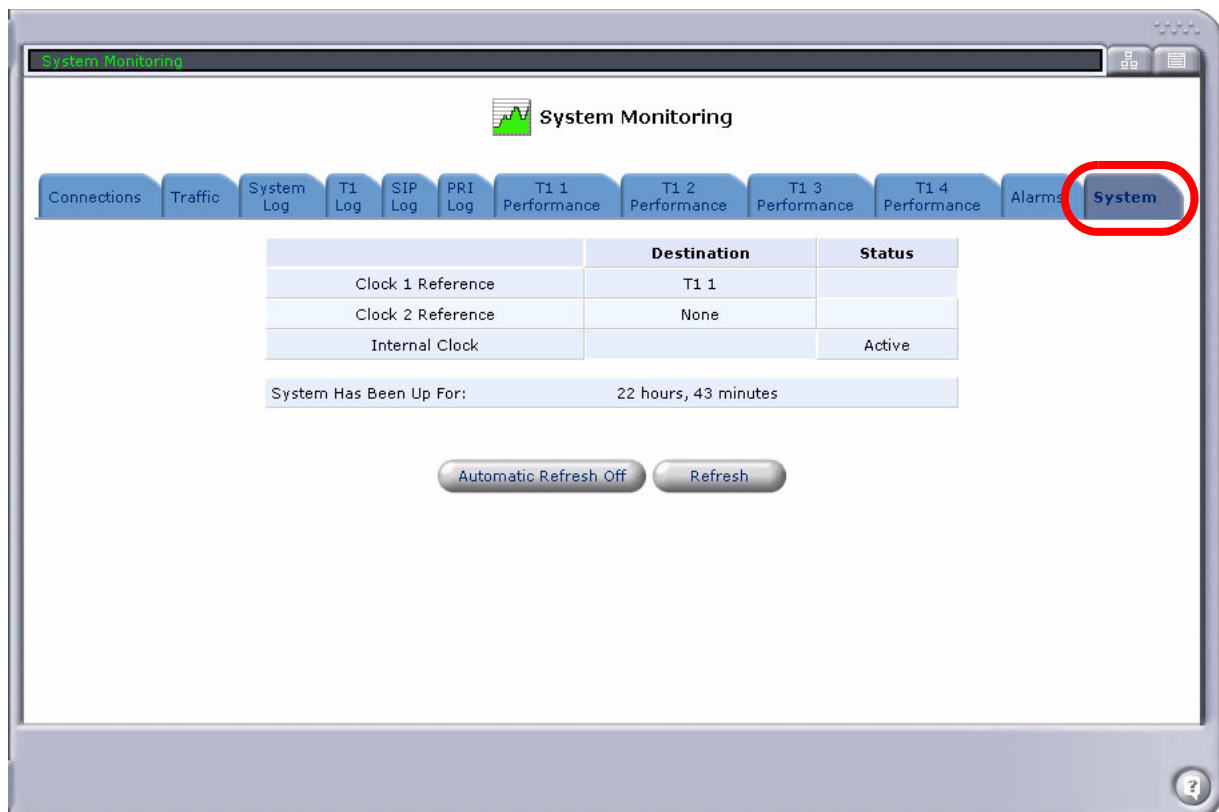 System Monitoring
System Monitoring
Connections Traffic System Log T1 Log SIP Log PRI Log T1 1 Performance T1 2 Performance T1 3 Performance T1 4 Performance Alarms System
Destination Status
Clock 1 Reference T1 1
Clock 2 Reference None
Internal Clock Active
System Has Been Up For: 22 hours, 43 minutes
Automatic Refresh Off Refresh
?